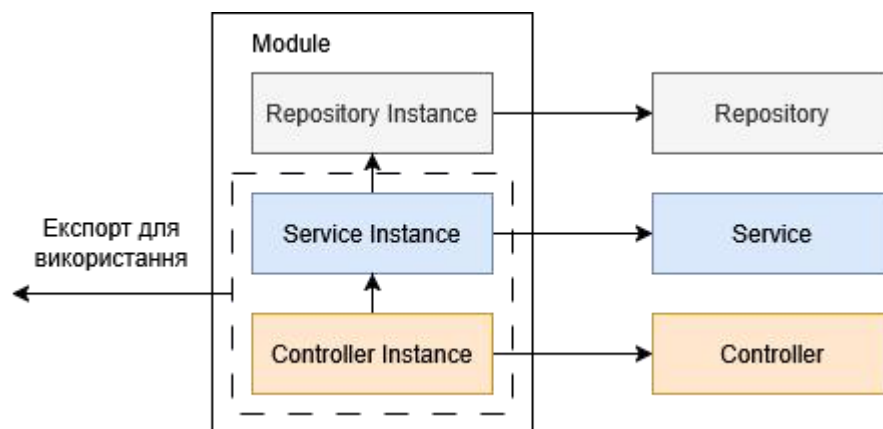 Module
Repository Instance
Repository
Service Instance
Service
Експорт для
використання
Controller Instance
Controller